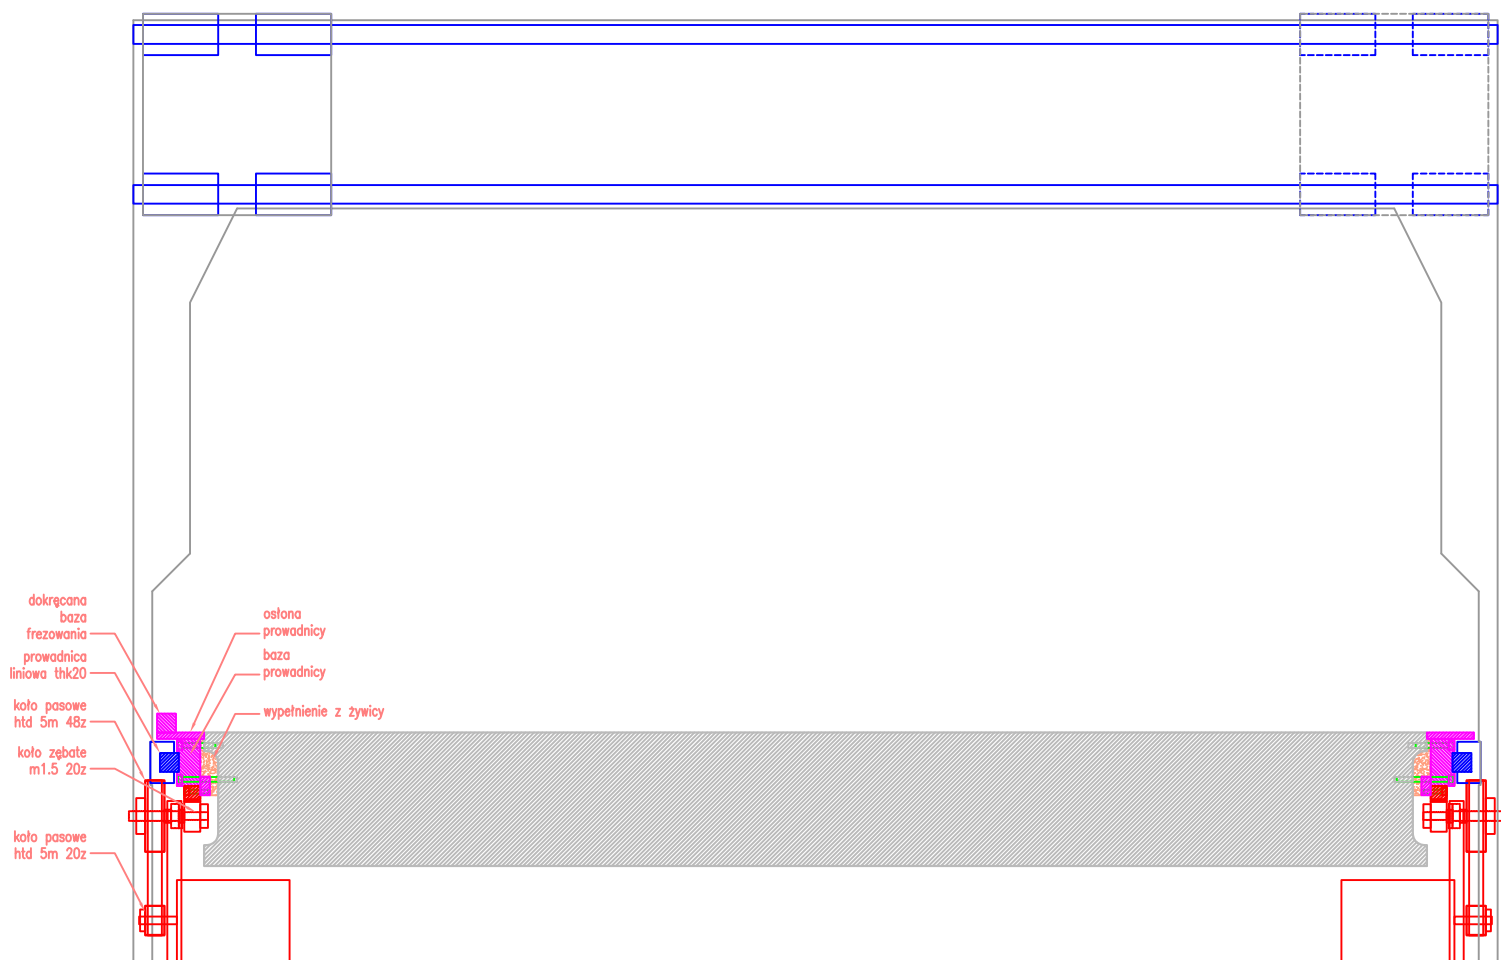 dokręcana
baza
frezowania
prowadnica
liniowa thk20
koło pasowe
htd 5m 48z
koło zębate
m1.5 20z
koło pasowe
htd 5m 20z
osłona
prowadnicy
baza
prowadnicy
wypełnienie z żywicy